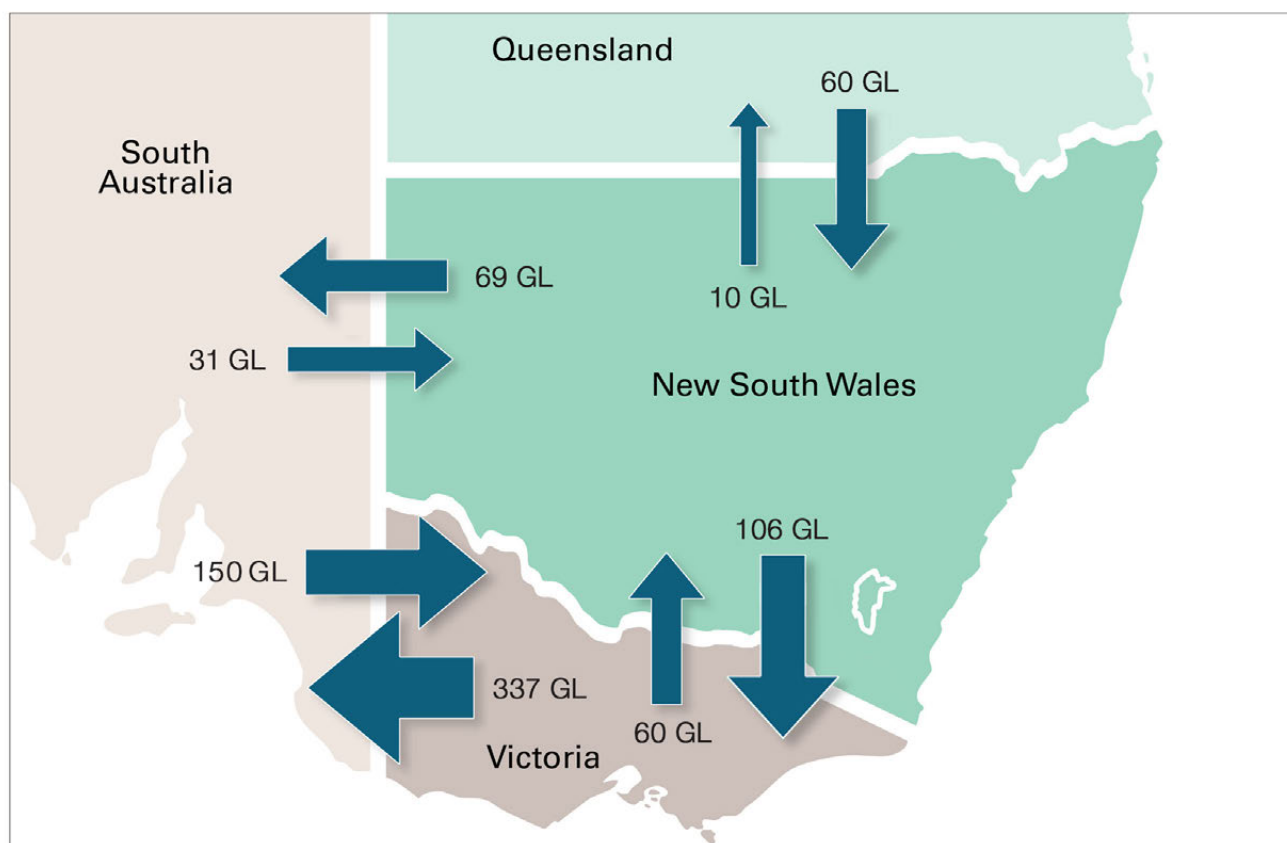 Queensland
60 GL
South
Australia
69 GL
10 GL
31 GL
New South Wales
106 GL
150 GL
337 GL
60 GL
Victoria